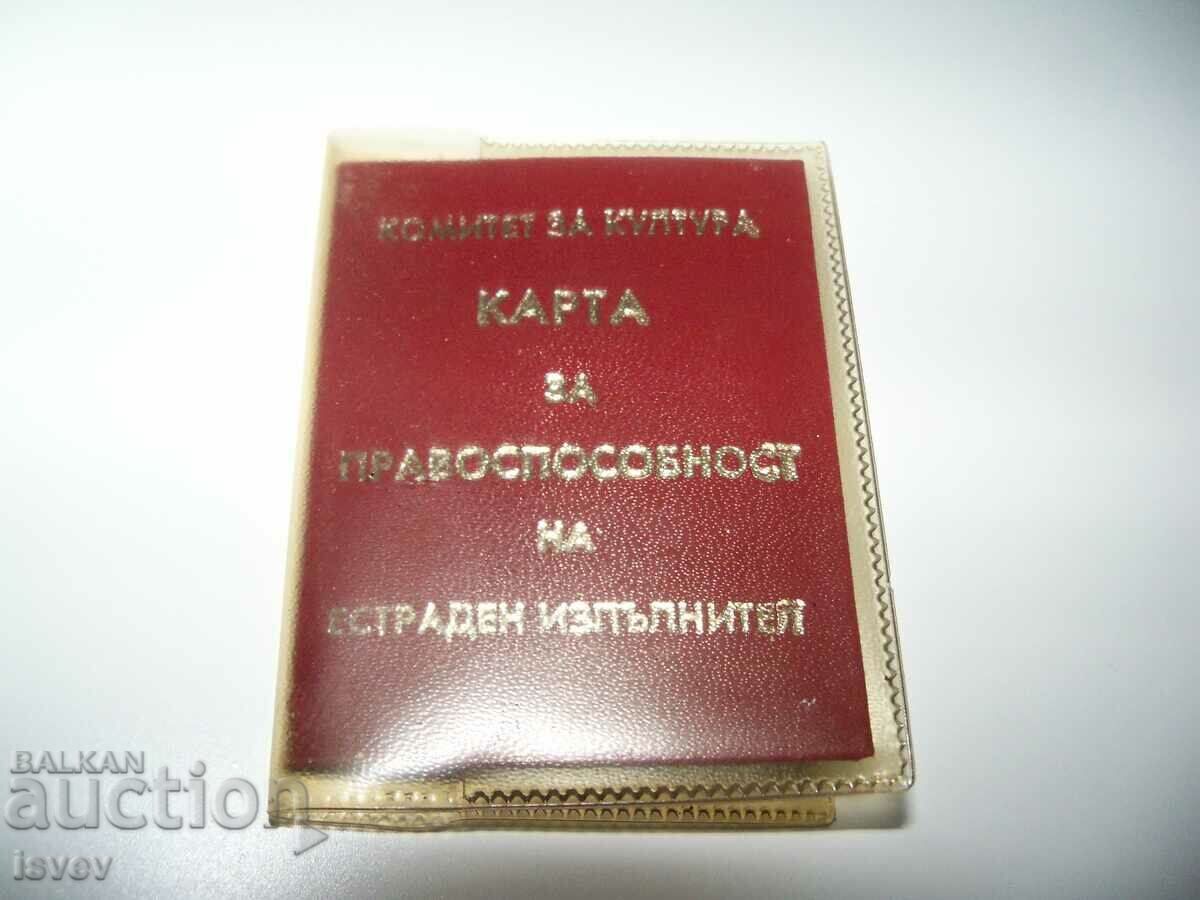 КОМИТЕТ ЗА КУЛТУРА
КАРТА
ЗА
ПРАВОСПОСОБНОСТ
НА
ЕСТРАДЕН ИЗПЪЛНИТЕЛ
BALKAN
auction
isvev